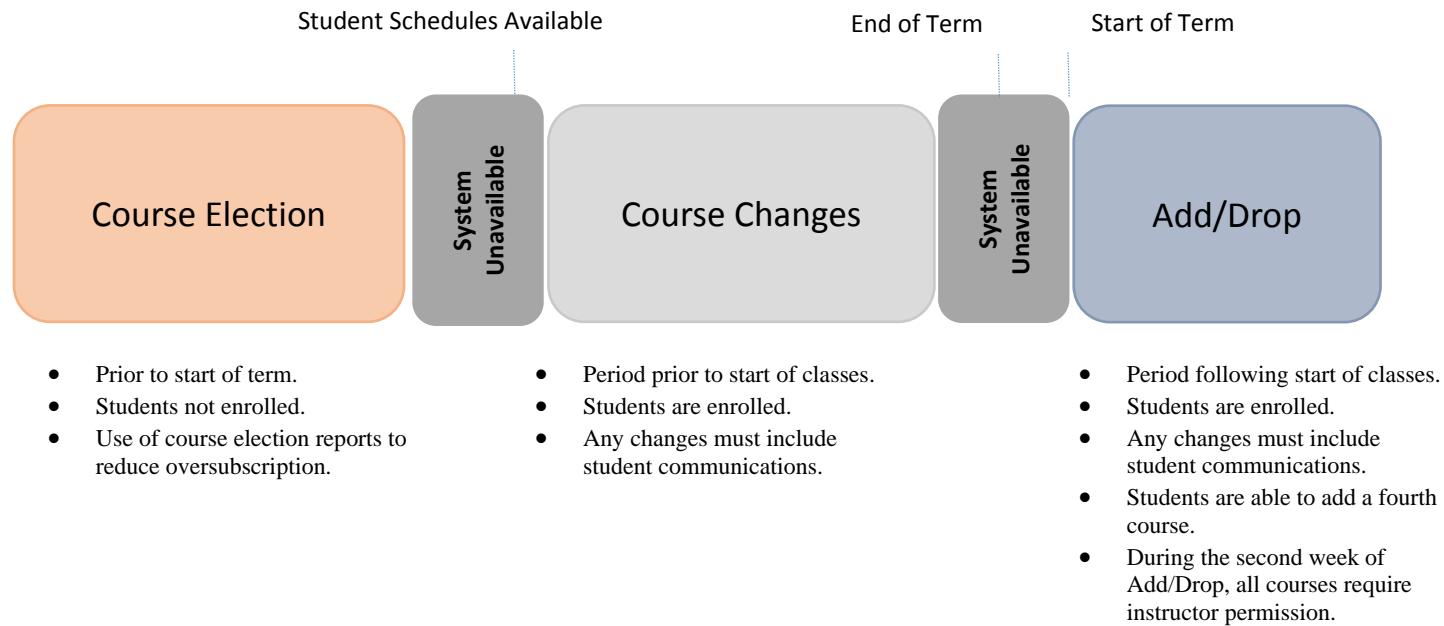 Student Schedules Available
End of Term
Start of Term
Course Election
System
Unavailable
Course Changes
System
Unavailable
Add/Drop
• Prior to start of term.
• Students not enrolled.
• Use of course election reports to
reduce oversubscription.
• Period prior to start of classes.
• Students are enrolled.
• Any changes must include
student communications.
• Period following start of classes.
• Students are enrolled.
• Any changes must include
student communications.
• Students are able to add a fourth
course.
• During the second week of
Add/Drop, all courses require
instructor permission.